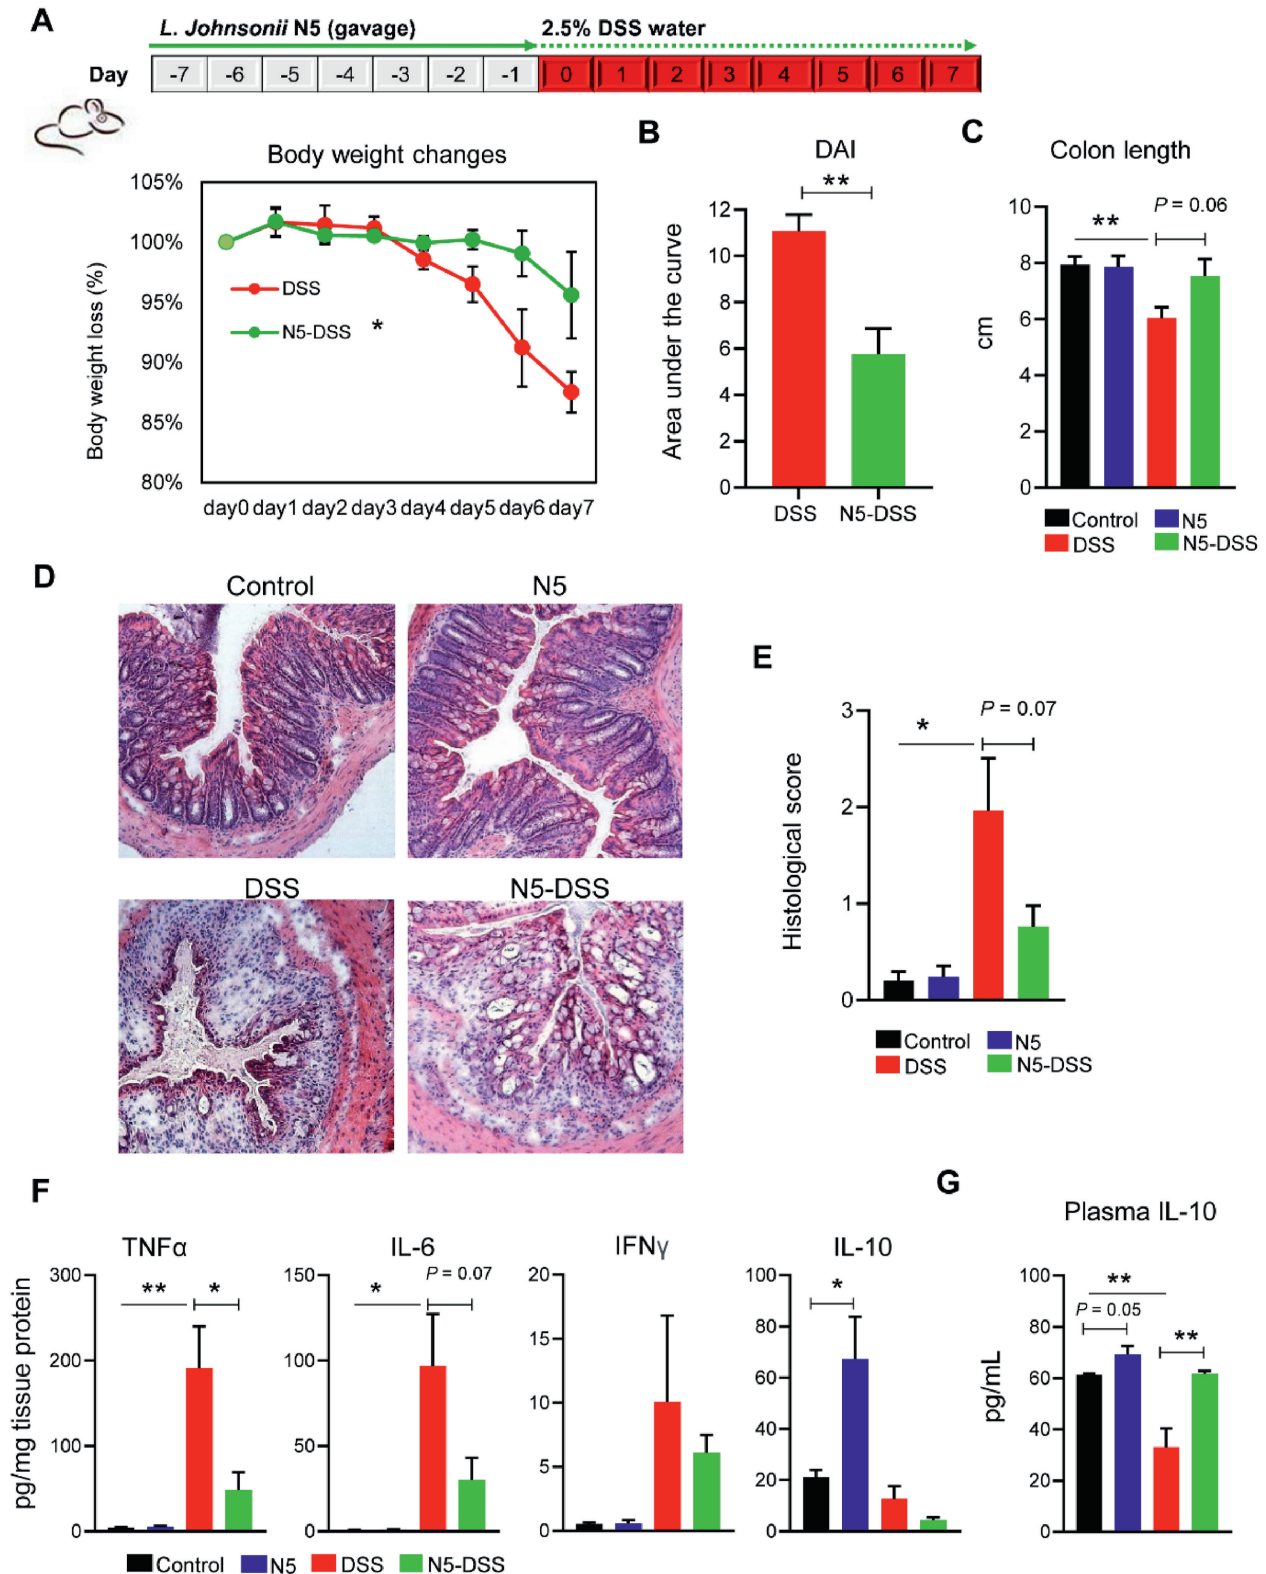 A
L. Johnsonii N5 (gavage) 2.5% DSS water
Day -7 -6 -5 -4 -3 -2 -1 0 1 2 3 4 5 6 7
Body weight changes
105%
100%
95%
90%
85%
80%
Body weight loss (%)
DSS
N5-DSS *
day0 day1 day2 day3 day4 day5 day6 day7
B
DAI
**
12
10
8
6
4
2
0
Area under the curve
DSS N5-DSS
C
Colon length
P = 0.06
**
10
8
6
4
2
0
cm
Control N5
DSS N5-DSS
D
Control N5
DSS N5-DSS
E
P = 0.07
*
3
2
1
0
Histological score
Control N5
DSS N5-DSS
F
TNFα
** *
300
200
100
0
pg/mg tissue protein
IL-6
P = 0.07
*
150
100
50
0
IFNγ
20
15
10
5
0
IL-10
*
100
80
60
40
20
0
Control N5 DSS N5-DSS
G
Plasma IL-10
**
P = 0.05
**
100
80
60
40
20
0
pg/mL